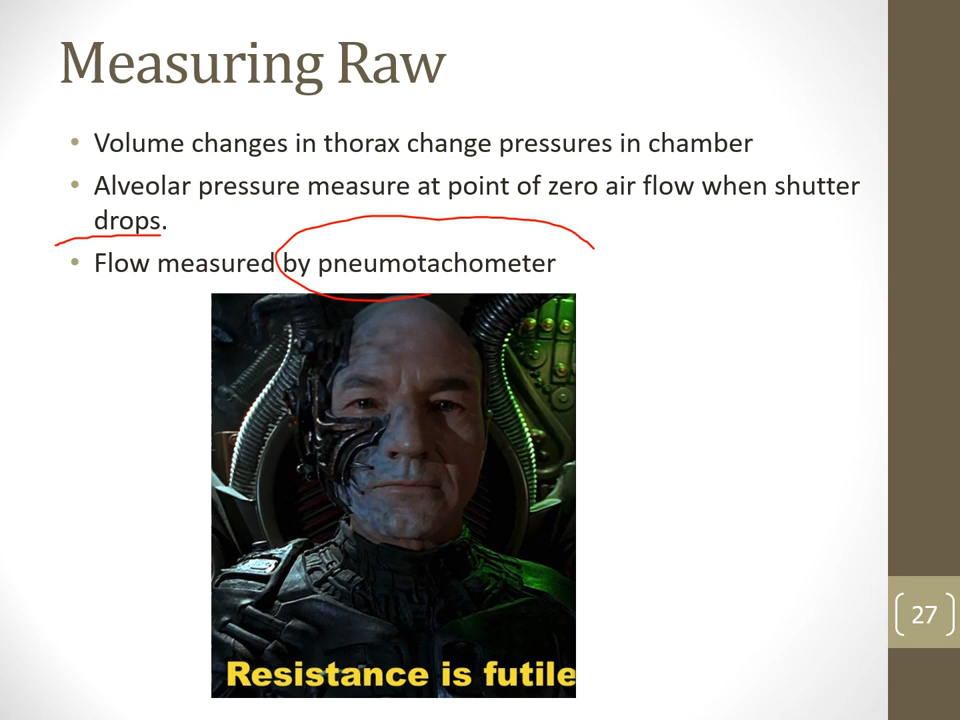 Measuring Raw
• Volume changes in thorax change pressures in chamber
• Alveolar pressure measure at point of zero air flow when shutter
drops.
• Flow measured by pneumotachometer
Resistance is futile
27